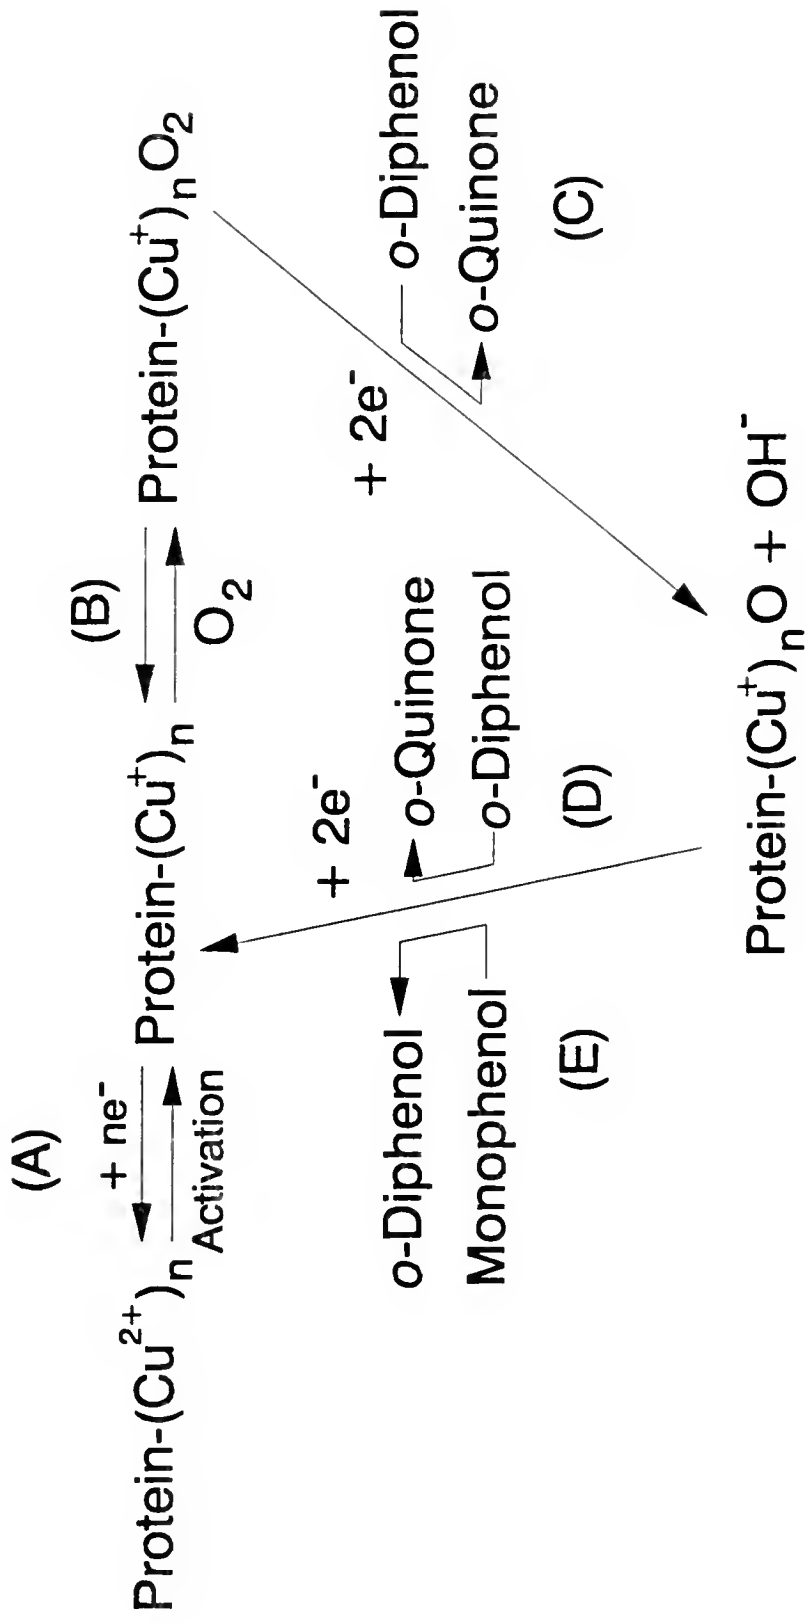 (A)
(B)
Protein-(Cu²⁺)ₙ
+ ne⁻
Activation
Protein-(Cu⁺)ₙ
O₂
Protein-(Cu⁺)ₙO₂
+ 2e⁻
+ 2e⁻
o-Diphenol
Monophenol
(E)
o-Quinone
o-Diphenol
(D)
o-Diphenol
o-Quinone
(C)
Protein-(Cu⁺)ₙO + OH⁻